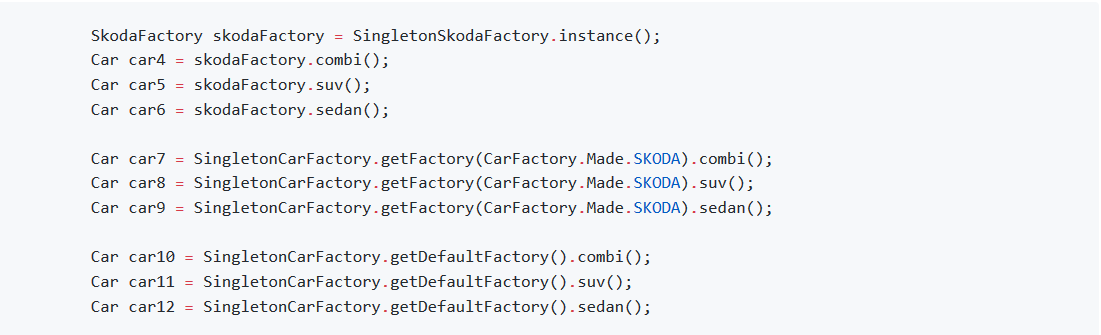 SkodaFactory skodaFactory = SingletonSkodaFactory.instance();
Car car4 = skodaFactory.combi();
Car car5 = skodaFactory.suv();
Car car6 = skodaFactory.sedan();

Car car7 = SingletonCarFactory.getFactory(CarFactory.Made.SKODA).combi();
Car car8 = SingletonCarFactory.getFactory(CarFactory.Made.SKODA).suv();
Car car9 = SingletonCarFactory.getFactory(CarFactory.Made.SKODA).sedan();

Car car10 = SingletonCarFactory.getDefaultFactory().combi();
Car car11 = SingletonCarFactory.getDefaultFactory().suv();
Car car12 = SingletonCarFactory.getDefaultFactory().sedan();